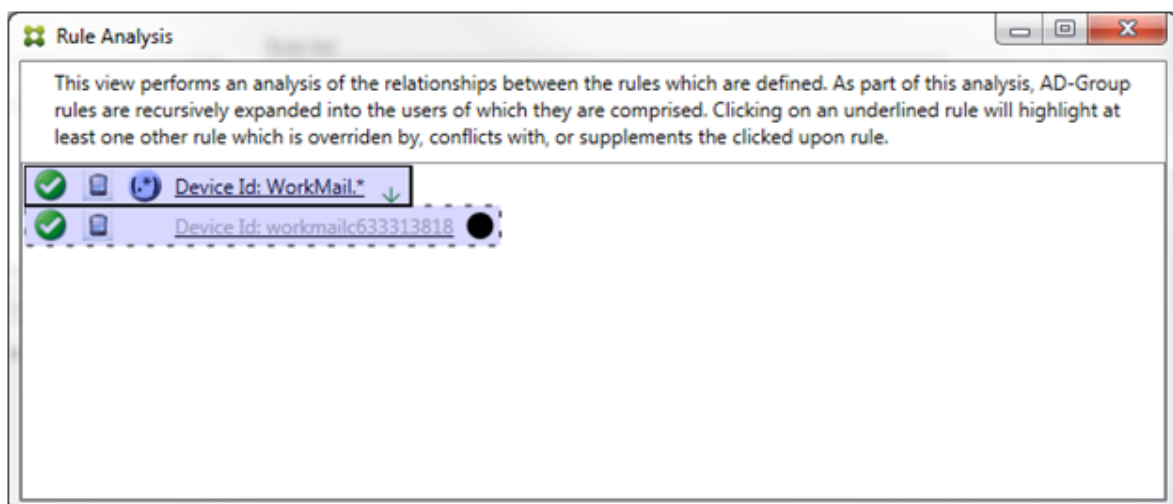 Rule Analysis
This view performs an analysis of the relationships between the rules which are defined. As part of this analysis, AD-Group
rules are recursively expanded into the users of which they are comprised. Clicking on an underlined rule will highlight at
least one other rule which is overriden by, conflicts with, or supplements the clicked upon rule.
(.*) Device Id: WorkMail.*
Device Id: workmailc633313818